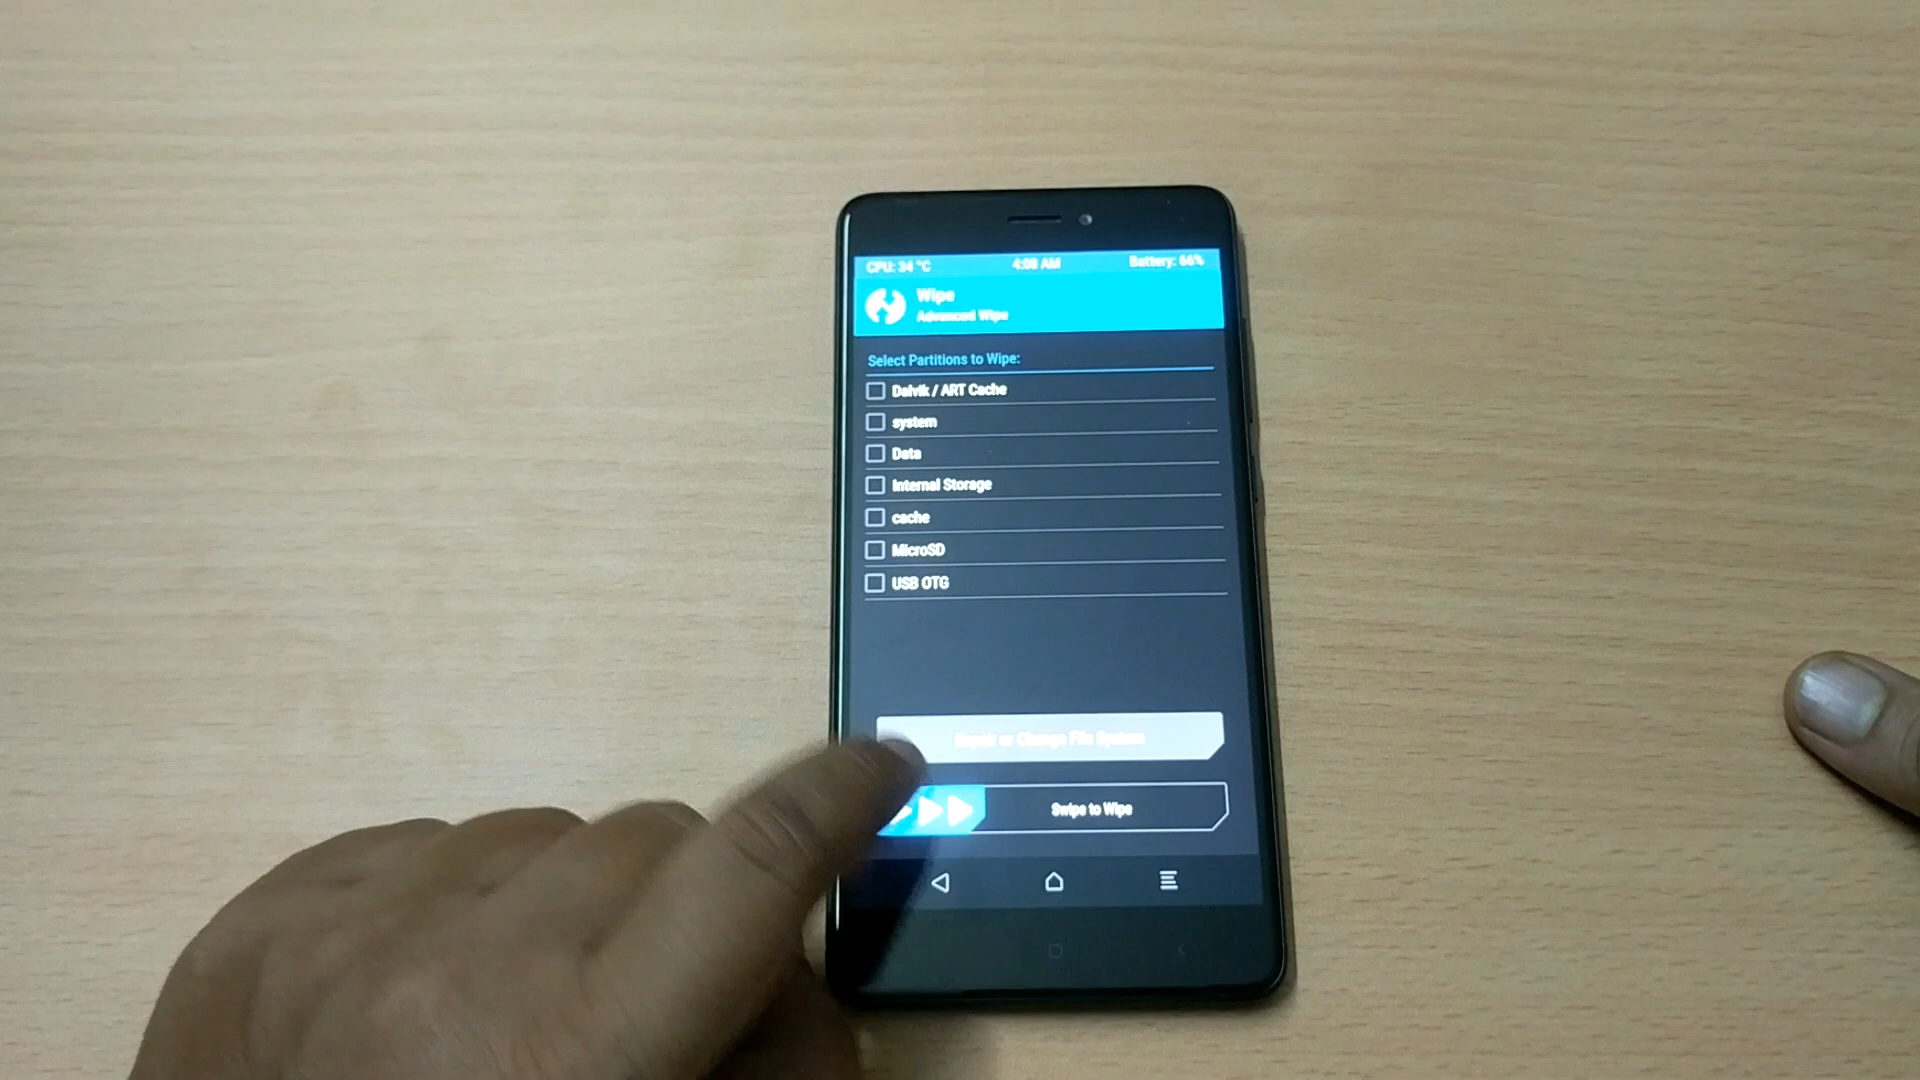 CPU: 34 °C 4:08 AM Battery: 66%
Wipe
Advanced Wipe
Select Partitions to Wipe:
Dalvik / ART Cache
system
Data
Internal Storage
cache
MicroSD
USB OTG
Repair or Change File System
Swipe to Wipe